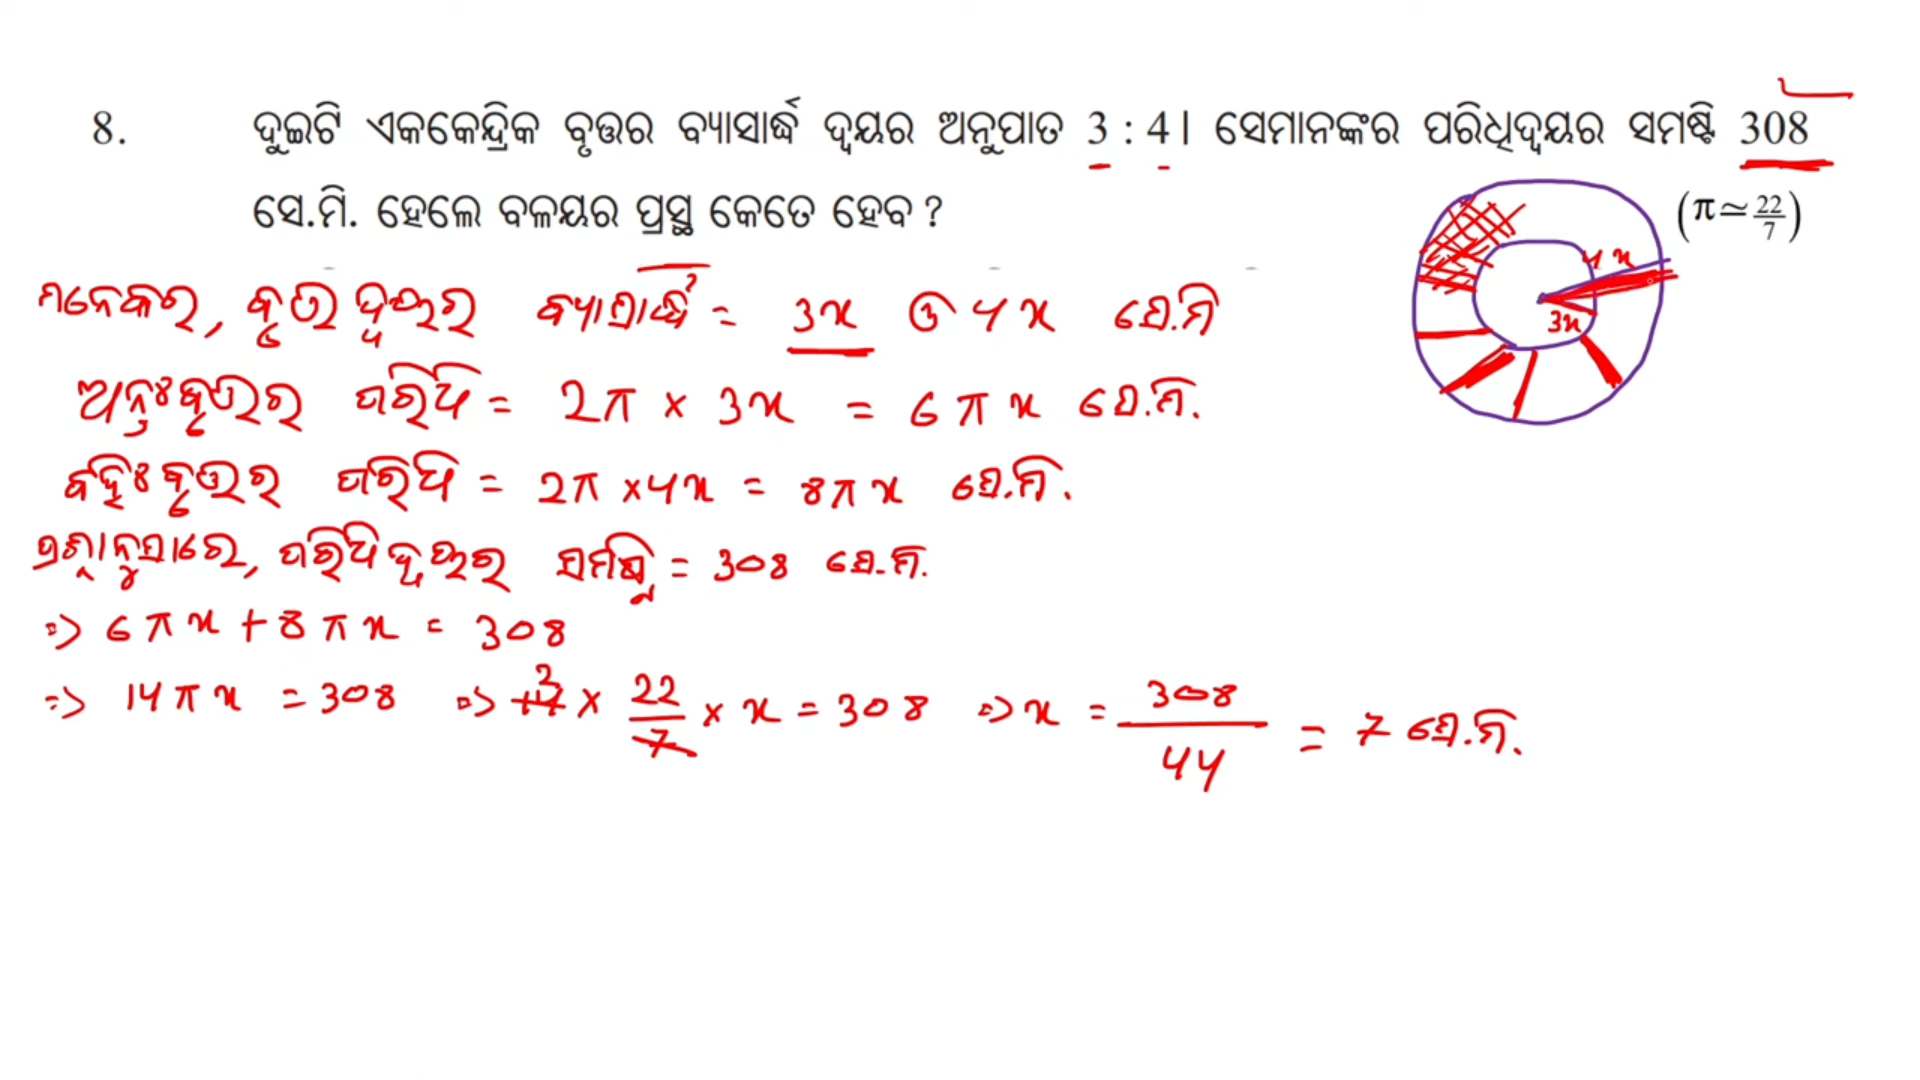 8. ଦୁଇଟି ଏକକେନ୍ଦ୍ରିକ ବୃତ୍ତର ବ୍ୟାସାର୍ଦ୍ଧ ଦ୍ୱୟର ଅନୁପାତ 3 : 4। ସେମାନଙ୍କର ପରିଧିଦ୍ୱୟର ସମଷ୍ଟି 308
ସେ.ମି. ହେଲେ ବଳୟର ପ୍ରସ୍ଥ କେତେ ହେବ ?
(π ≃ 22/7)
4x
3x
ମନେକର, ବୃତ୍ତ ଦ୍ୱୟର ବ୍ୟାସାର୍ଦ୍ଧ = 3x ଓ 4x ସେ.ମି
ଅନ୍ତଃବୃତ୍ତର ପରିଧି = 2π × 3x = 6πx ସେ.ମି.
ବହିଃବୃତ୍ତର ପରିଧି = 2π × 4x = 8πx ସେ.ମି.
ପ୍ରଶ୍ନାନୁସାରେ, ପରିଧି ଦ୍ୱୟର ସମଷ୍ଟି = 308 ସେ.ମି.
⇒ 6πx + 8πx = 308
⇒ 14πx = 308 ⇒ 14 2 × 22/7 × x = 308 ⇒ x = 308/44 = 7 ସେ.ମି.